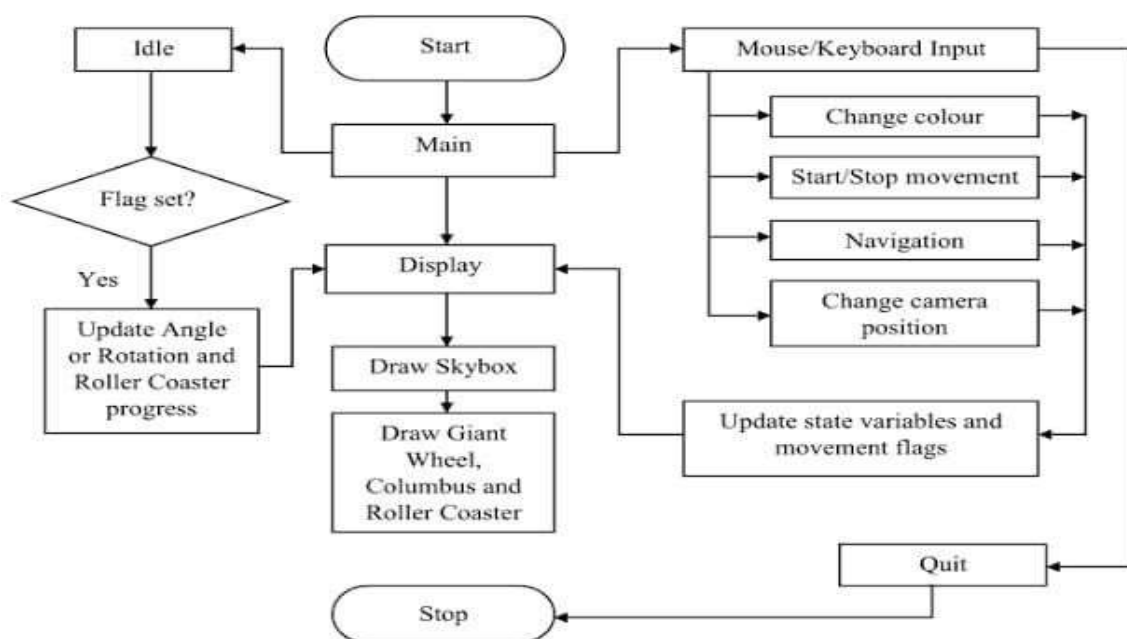 Idle
Start
Mouse/Keyboard Input
Main
Change colour
Start/Stop movement
Flag set?
Navigation
Display
Yes
Change camera
position
Update Angle
or Rotation and
Roller Coaster
progress
Draw Skybox
Draw Giant
Wheel,
Columbus and
Roller Coaster
Update state variables and
movement flags
Quit
Stop